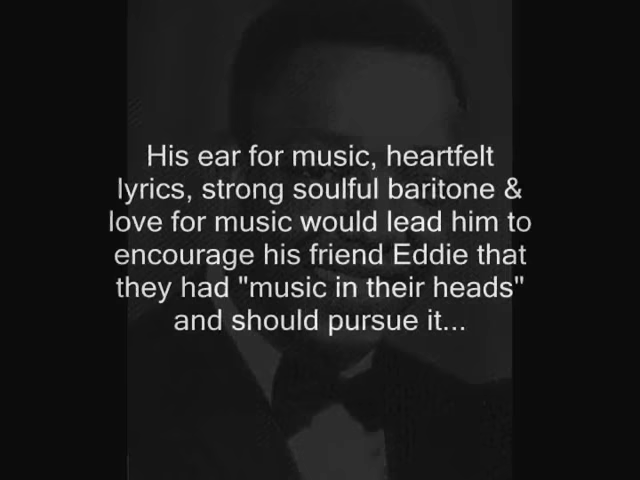 His ear for music, heartfelt
lyrics, strong soulful baritone &
love for music would lead him to
encourage his friend Eddie that
they had "music in their heads"
and should pursue it...